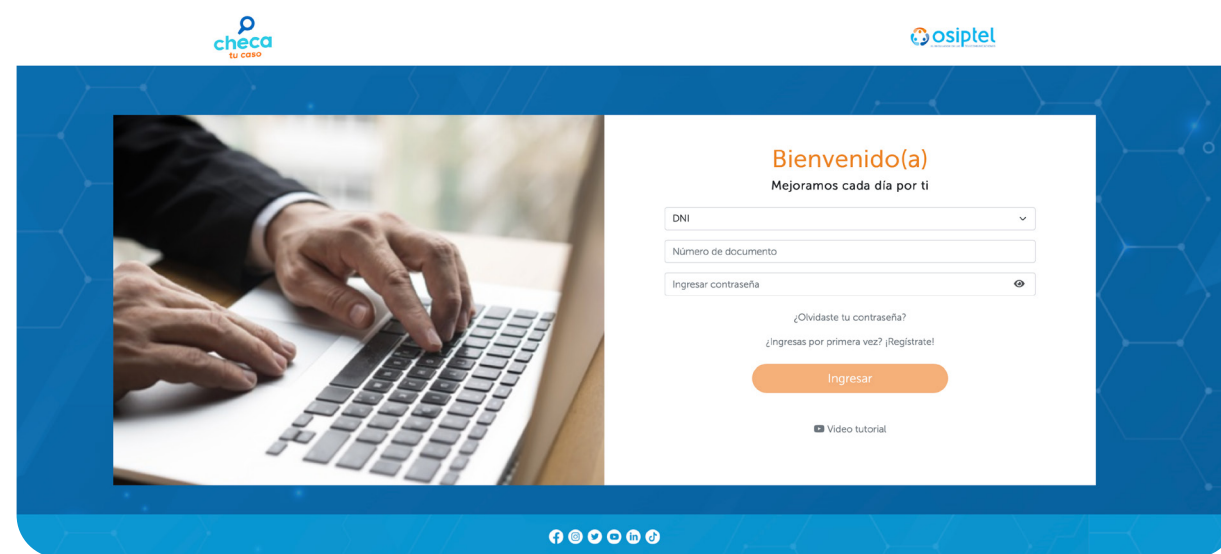 checa
tu caso
osiptel
Bienvenido(a)
Mejoramos cada día por ti
DNI
Número de documento
Ingresar contraseña
¿Olvidaste tu contraseña?
¿Ingresas por primera vez? ¡Regístrate!
Ingresar
Video tutorial